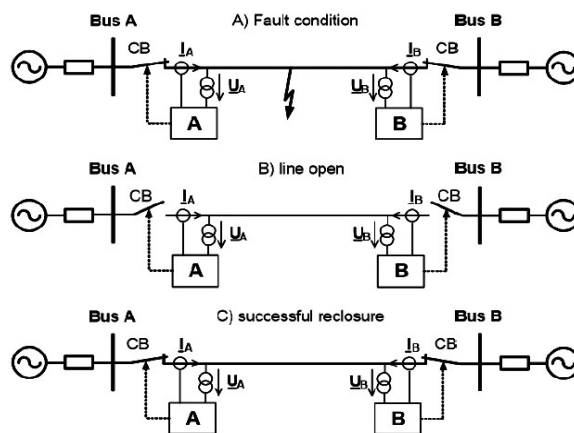 Bus A A) Fault condition Bus B
CB I_A I_B CB
U_A U_B
A B
Bus A B) line open Bus B
CB I_A I_B CB
U_A U_B
A B
Bus A C) successful reclosure Bus B
CB I_A I_B CB
U_A U_B
A B